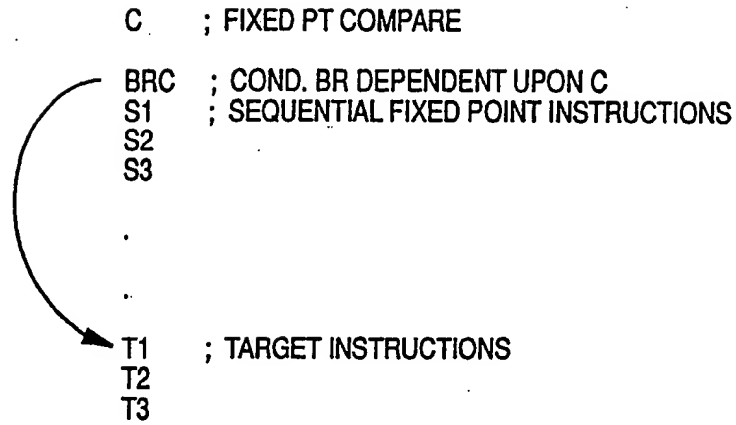 C ; FIXED PT COMPARE
BRC ; COND. BR DEPENDENT UPON C
S1 ; SEQUENTIAL FIXED POINT INSTRUCTIONS
S2
S3
.
.
T1 ; TARGET INSTRUCTIONS
T2
T3